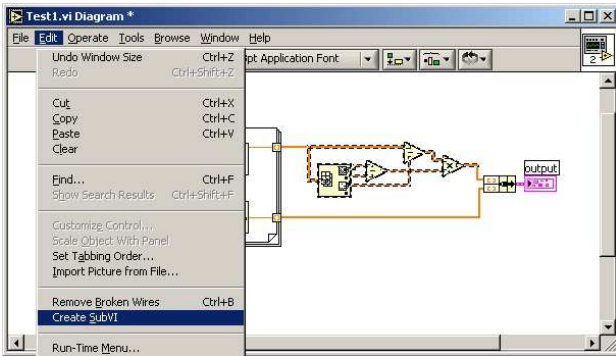 Test1.vi Diagram *
File Edit Operate Tools Browse Window Help
pt Application Font
Undo Window Size Ctrl+Z
Redo Ctrl+Shift+Z
Cut Ctrl+X
Copy Ctrl+C
Paste Ctrl+V
Clear
Find... Ctrl+F
Show Search Results Ctrl+Shift+F
Customize Control...
Scale Object With Panel
Set Tabbing Order...
Import Picture from File...
Remove Broken Wires Ctrl+B
Create SubVI
Run-Time Menu...
output
2